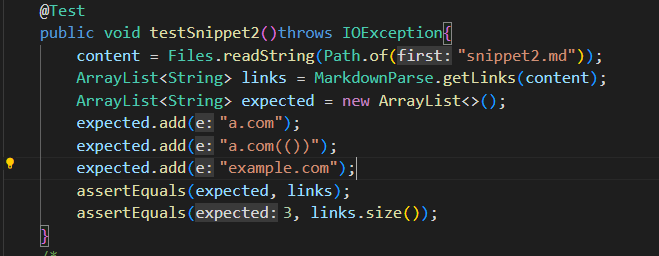 @Test
public void testSnippet2()throws IOException{
content = Files.readString(Path.of(first: "snippet2.md"));
ArrayList<String> links = MarkdownParse.getLinks(content);
ArrayList<String> expected = new ArrayList<>();
expected.add(e: "a.com");
expected.add(e: "a.com(())");
expected.add(e: "example.com");
assertEquals(expected, links);
assertEquals(expected: 3, links.size());
}
/*